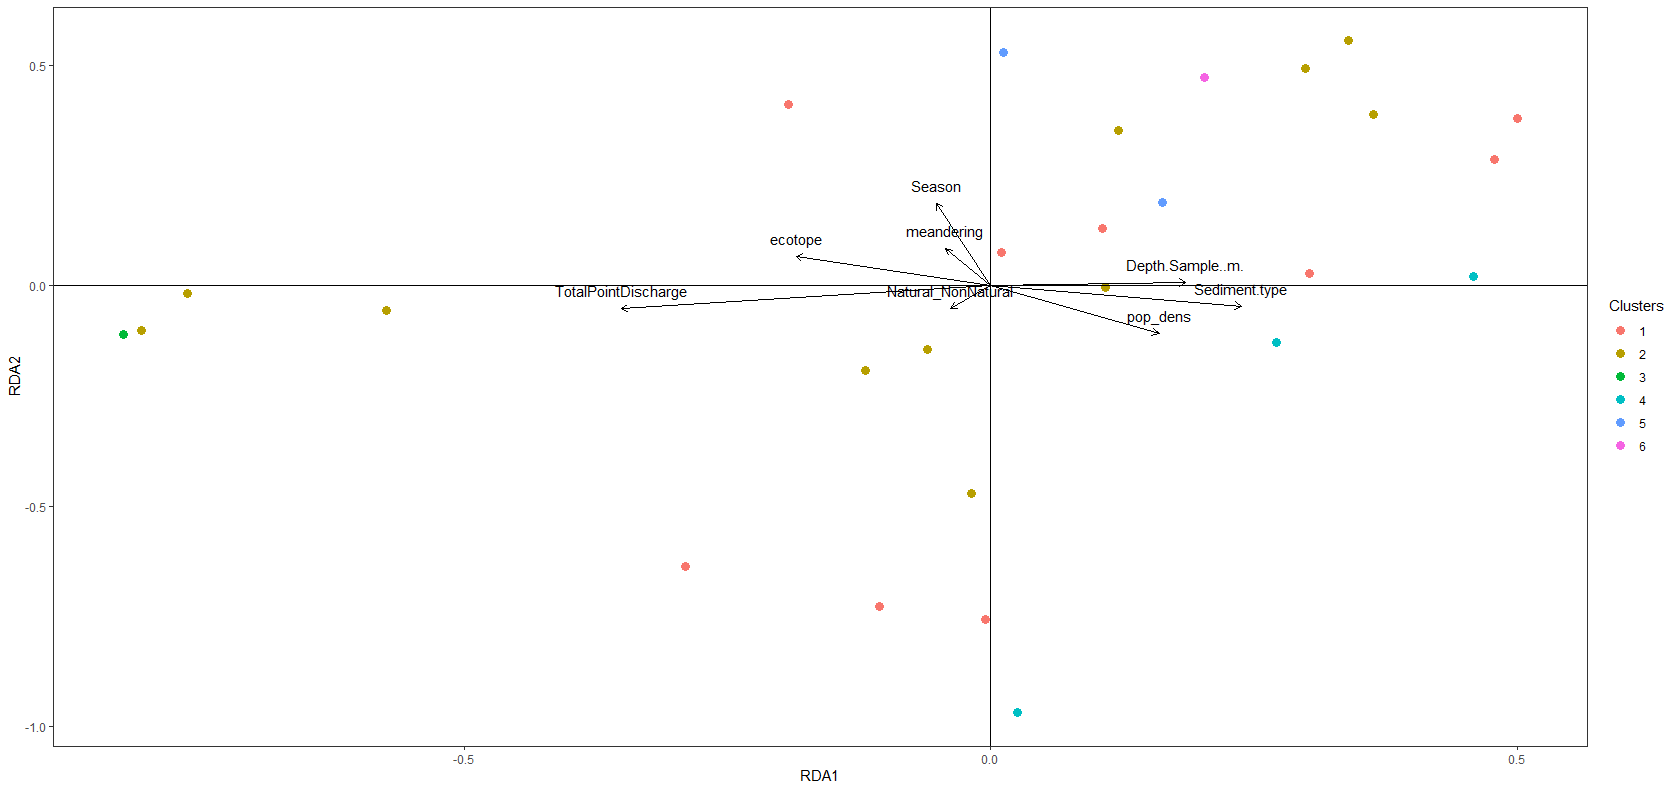 0.5
Season
meandering
ecotope
Depth.Sample..m.
0.0
TotalPointDischarge
Natural_NonNatural
Sediment.type
pop_dens
RDA2
-0.5
-1.0
-0.5
0.0
0.5
RDA1
Clusters
1
2
3
4
5
6